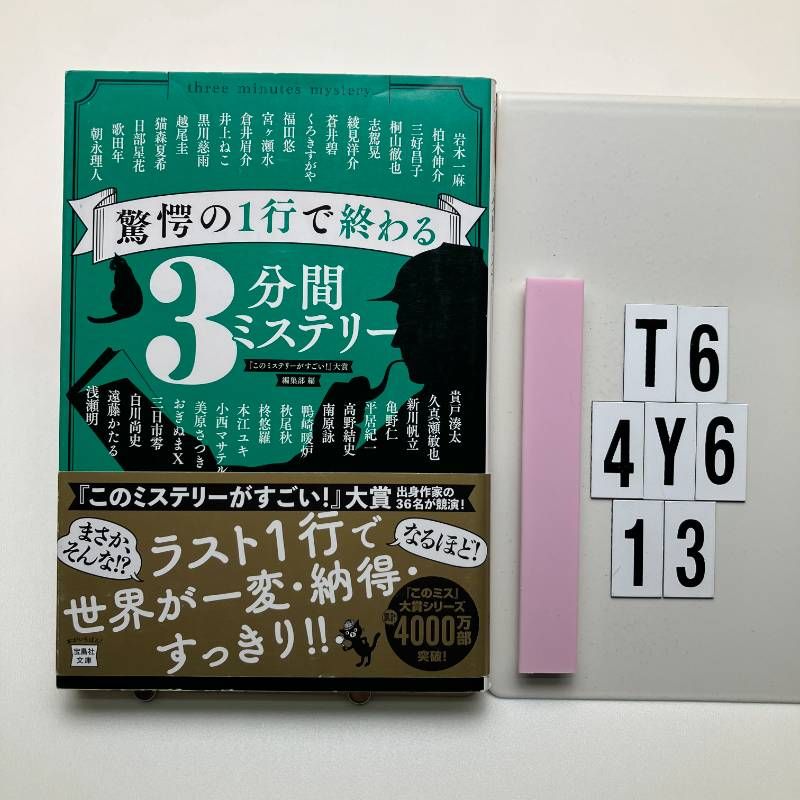 three minutes mystery
岩木一麻
柏木伸介
三好昌子
桐山徹也
志駕晃
綾見洋介
蒼井碧
くろきすがや
福田悠
宮ヶ瀬水
倉井眉介
井上ねこ
黒川慈雨
越尾圭
猫森夏希
日部星花
歌田年
朝永理人
驚愕の1行で終わる
3分間
ミステリー
『このミステリーがすごい!』大賞
編集部 編
貴戸湊太
久真瀬敏也
新川帆立
亀野仁
平居紀一
高野結史
南原詠
鴨崎暖炉
秋尾秋
柊悠羅
本江ユキ
小西マサテル
美原さつき
おぎぬまX
三日市零
白川尚史
遠藤かたる
浅瀬明
『このミステリーがすごい!』大賞 出身作家の
36名が競演!
まさか、
そんな!?
なるほど!
ラスト1行で
世界が一変・納得・
すっきり!!
『このミス』
大賞シリーズ
累計
4000万部
突破!
宝島社
文庫
T6
4Y6
13